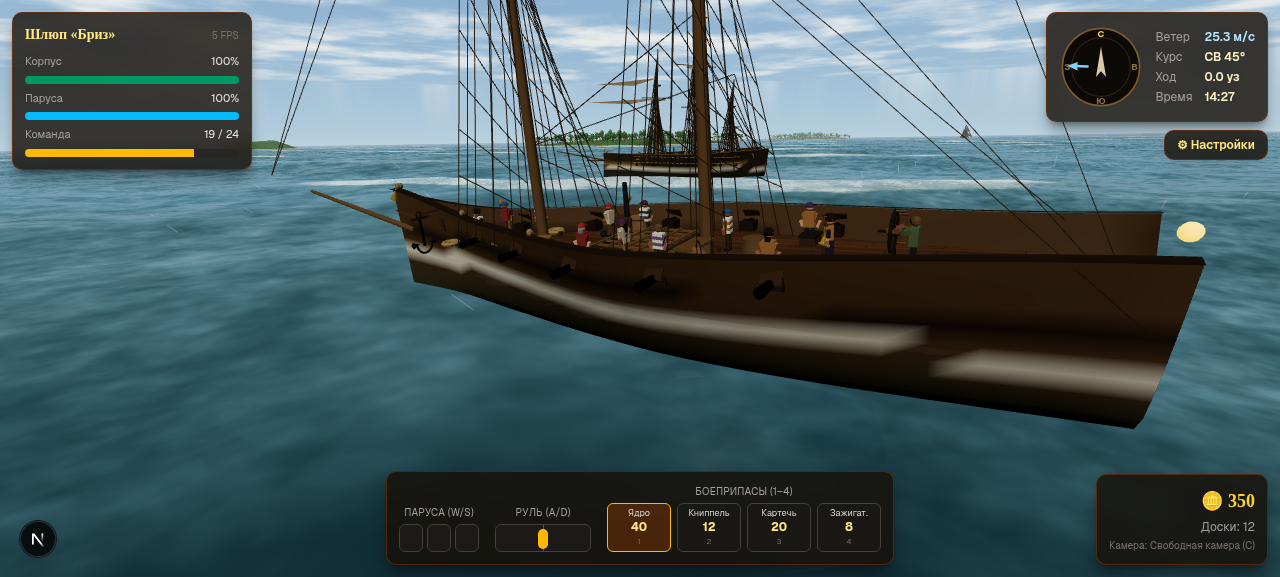 Шлюп «Бриз» 5 FPS
Корпус 100%
Паруса 100%
Команда 19 / 24
С
З В
Ю
Ветер 25.3 м/с
Курс СВ 45°
Ход 0.0 уз
Время 14:27
⚙ Настройки
БОЕПРИПАСЫ (1–4)
ПАРУСА (W/S) РУЛЬ (A/D)
Ядро Книппель Картечь Зажигат.
40 12 20 8
1 2 3 4
350
Доски: 12
Камера: Свободная камера (C)
N